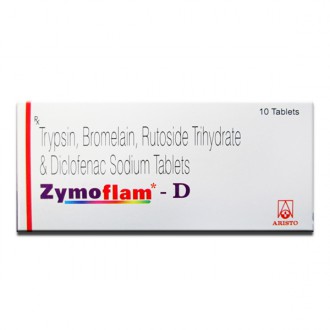 10 Tablets
Rx
Trypsin, Bromelain, Rutoside Trihydrate
& Diclofenac Sodium Tablets
Zymoflam* - D
ARISTO